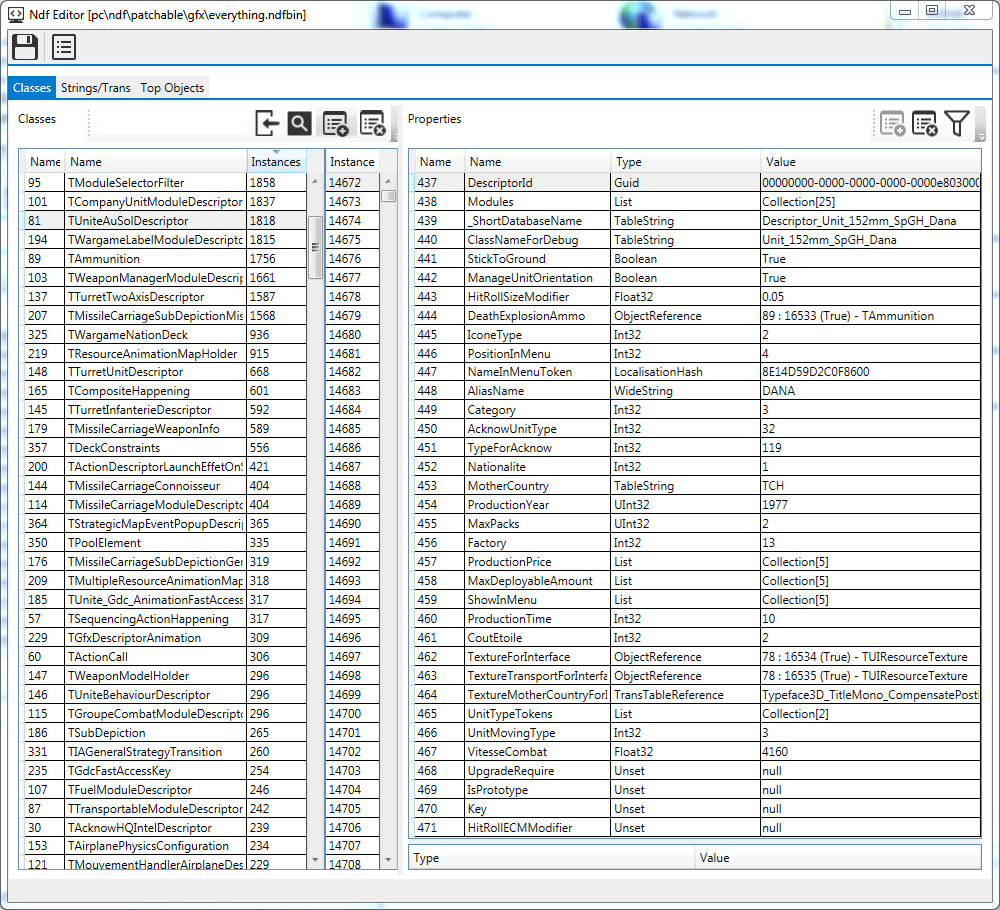 Ndf Editor [pc\ndf\patchable\gfx\everything.ndfbin]
Classes Strings/Trans Top Objects
Classes
Name Name Instances Instance
95 TModuleSelectorFilter 1858 14672
101 TCompanyUnitModuleDescriptor 1837 14673
81 TUniteAuSolDescriptor 1818 14674
194 TWargameLabelModuleDescriptc 1815 14675
89 TAmmunition 1756 14676
103 TWeaponManagerModuleDescrip 1661 14677
137 TTurretTwoAxisDescriptor 1587 14678
207 TMissileCarriageSubDepictionMis 1568 14679
325 TWargameNationDeck 936 14680
219 TResourceAnimationMapHolder 915 14681
148 TTurretUnitDescriptor 668 14682
165 TCompositeHappening 601 14683
145 TTurretInfanterieDescriptor 592 14684
179 TMissileCarriageWeaponInfo 589 14685
357 TDeckConstraints 556 14686
200 TActionDescriptorLaunchEffetOnS 421 14687
144 TMissileCarriageConnoisseur 404 14688
114 TMissileCarriageModuleDescripto 404 14689
364 TStrategicMapEventPopupDescrip 365 14690
350 TPoolElement 335 14691
176 TMissileCarriageSubDepictionGen 319 14692
209 TMultipleResourceAnimationMap 318 14693
185 TUnite_Gdc_AnimationFastAccess 317 14694
57 TSequencingActionHappening 317 14695
229 TGfxDescriptorAnimation 309 14696
60 TActionCall 306 14697
147 TWeaponModelHolder 296 14698
146 TUniteBehaviourDescriptor 296 14699
115 TGroupeCombatModuleDescripto 296 14700
186 TSubDepiction 265 14701
331 TIAGeneralStrategyTransition 260 14702
235 TGdcFastAccessKey 254 14703
107 TFuelModuleDescriptor 246 14704
87 TTransportableModuleDescriptor 242 14705
30 TAcknowHQIntelDescriptor 239 14706
153 TAirplanePhysicsConfiguration 234 14707
121 TMouvementHandlerAirplaneDes 229 14708
Properties
Name Name Type Value
437 DescriptorId Guid 00000000-0000-0000-0000-0000e803000
438 Modules List Collection[25]
439 _ShortDatabaseName TableString Descriptor_Unit_152mm_SpGH_Dana
440 ClassNameForDebug TableString Unit_152mm_SpGH_Dana
441 StickToGround Boolean True
442 ManageUnitOrientation Boolean True
443 HitRollSizeModifier Float32 0.05
444 DeathExplosionAmmo ObjectReference 89 : 16533 (True) - TAmmunition
445 IconeType Int32 2
446 PositionInMenu Int32 4
447 NameInMenuToken LocalisationHash 8E14D59D2C0F8600
448 AliasName WideString DANA
449 Category Int32 3
450 AcknowUnitType Int32 32
451 TypeForAcknow Int32 119
452 Nationalite Int32 1
453 MotherCountry TableString TCH
454 ProductionYear UInt32 1977
455 MaxPacks UInt32 2
456 Factory Int32 13
457 ProductionPrice List Collection[5]
458 MaxDeployableAmount List Collection[5]
459 ShowInMenu List Collection[5]
460 ProductionTime Int32 10
461 CoutEtoile Int32 2
462 TextureForInterface ObjectReference 78 : 16534 (True) - TUIResourceTexture
463 TextureTransportForInterfa ObjectReference 78 : 16535 (True) - TUIResourceTexture
464 TextureMotherCountryForI TransTableReference Typeface3D_TitleMono_CompensatePostI
465 UnitTypeTokens List Collection[2]
466 UnitMovingType Int32 3
467 VitesseCombat Float32 4160
468 UpgradeRequire Unset null
469 IsPrototype Unset null
470 Key Unset null
471 HitRollECMModifier Unset null
Type Value